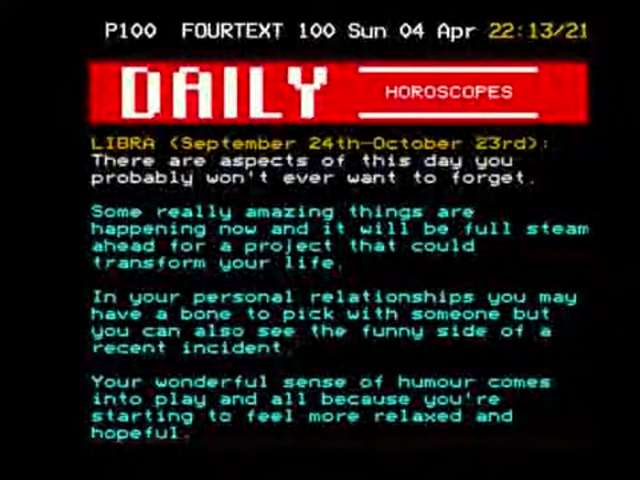 P100 FOURTEXT 100 Sun 04 Apr 22:13/21
DAILY HOROSCOPES
LIBRA (September 24th-October 23rd):
There are aspects of this day you
probably won't ever want to forget.
Some really amazing things are
happening now and it will be full steam
ahead for a project that could
transform your life.
In your personal relationships you may
have a bone to pick with someone but
you can also see the funny side of a
recent incident.
Your wonderful sense of humour comes
into play and all because you're
starting to feel more relaxed and
hopeful.